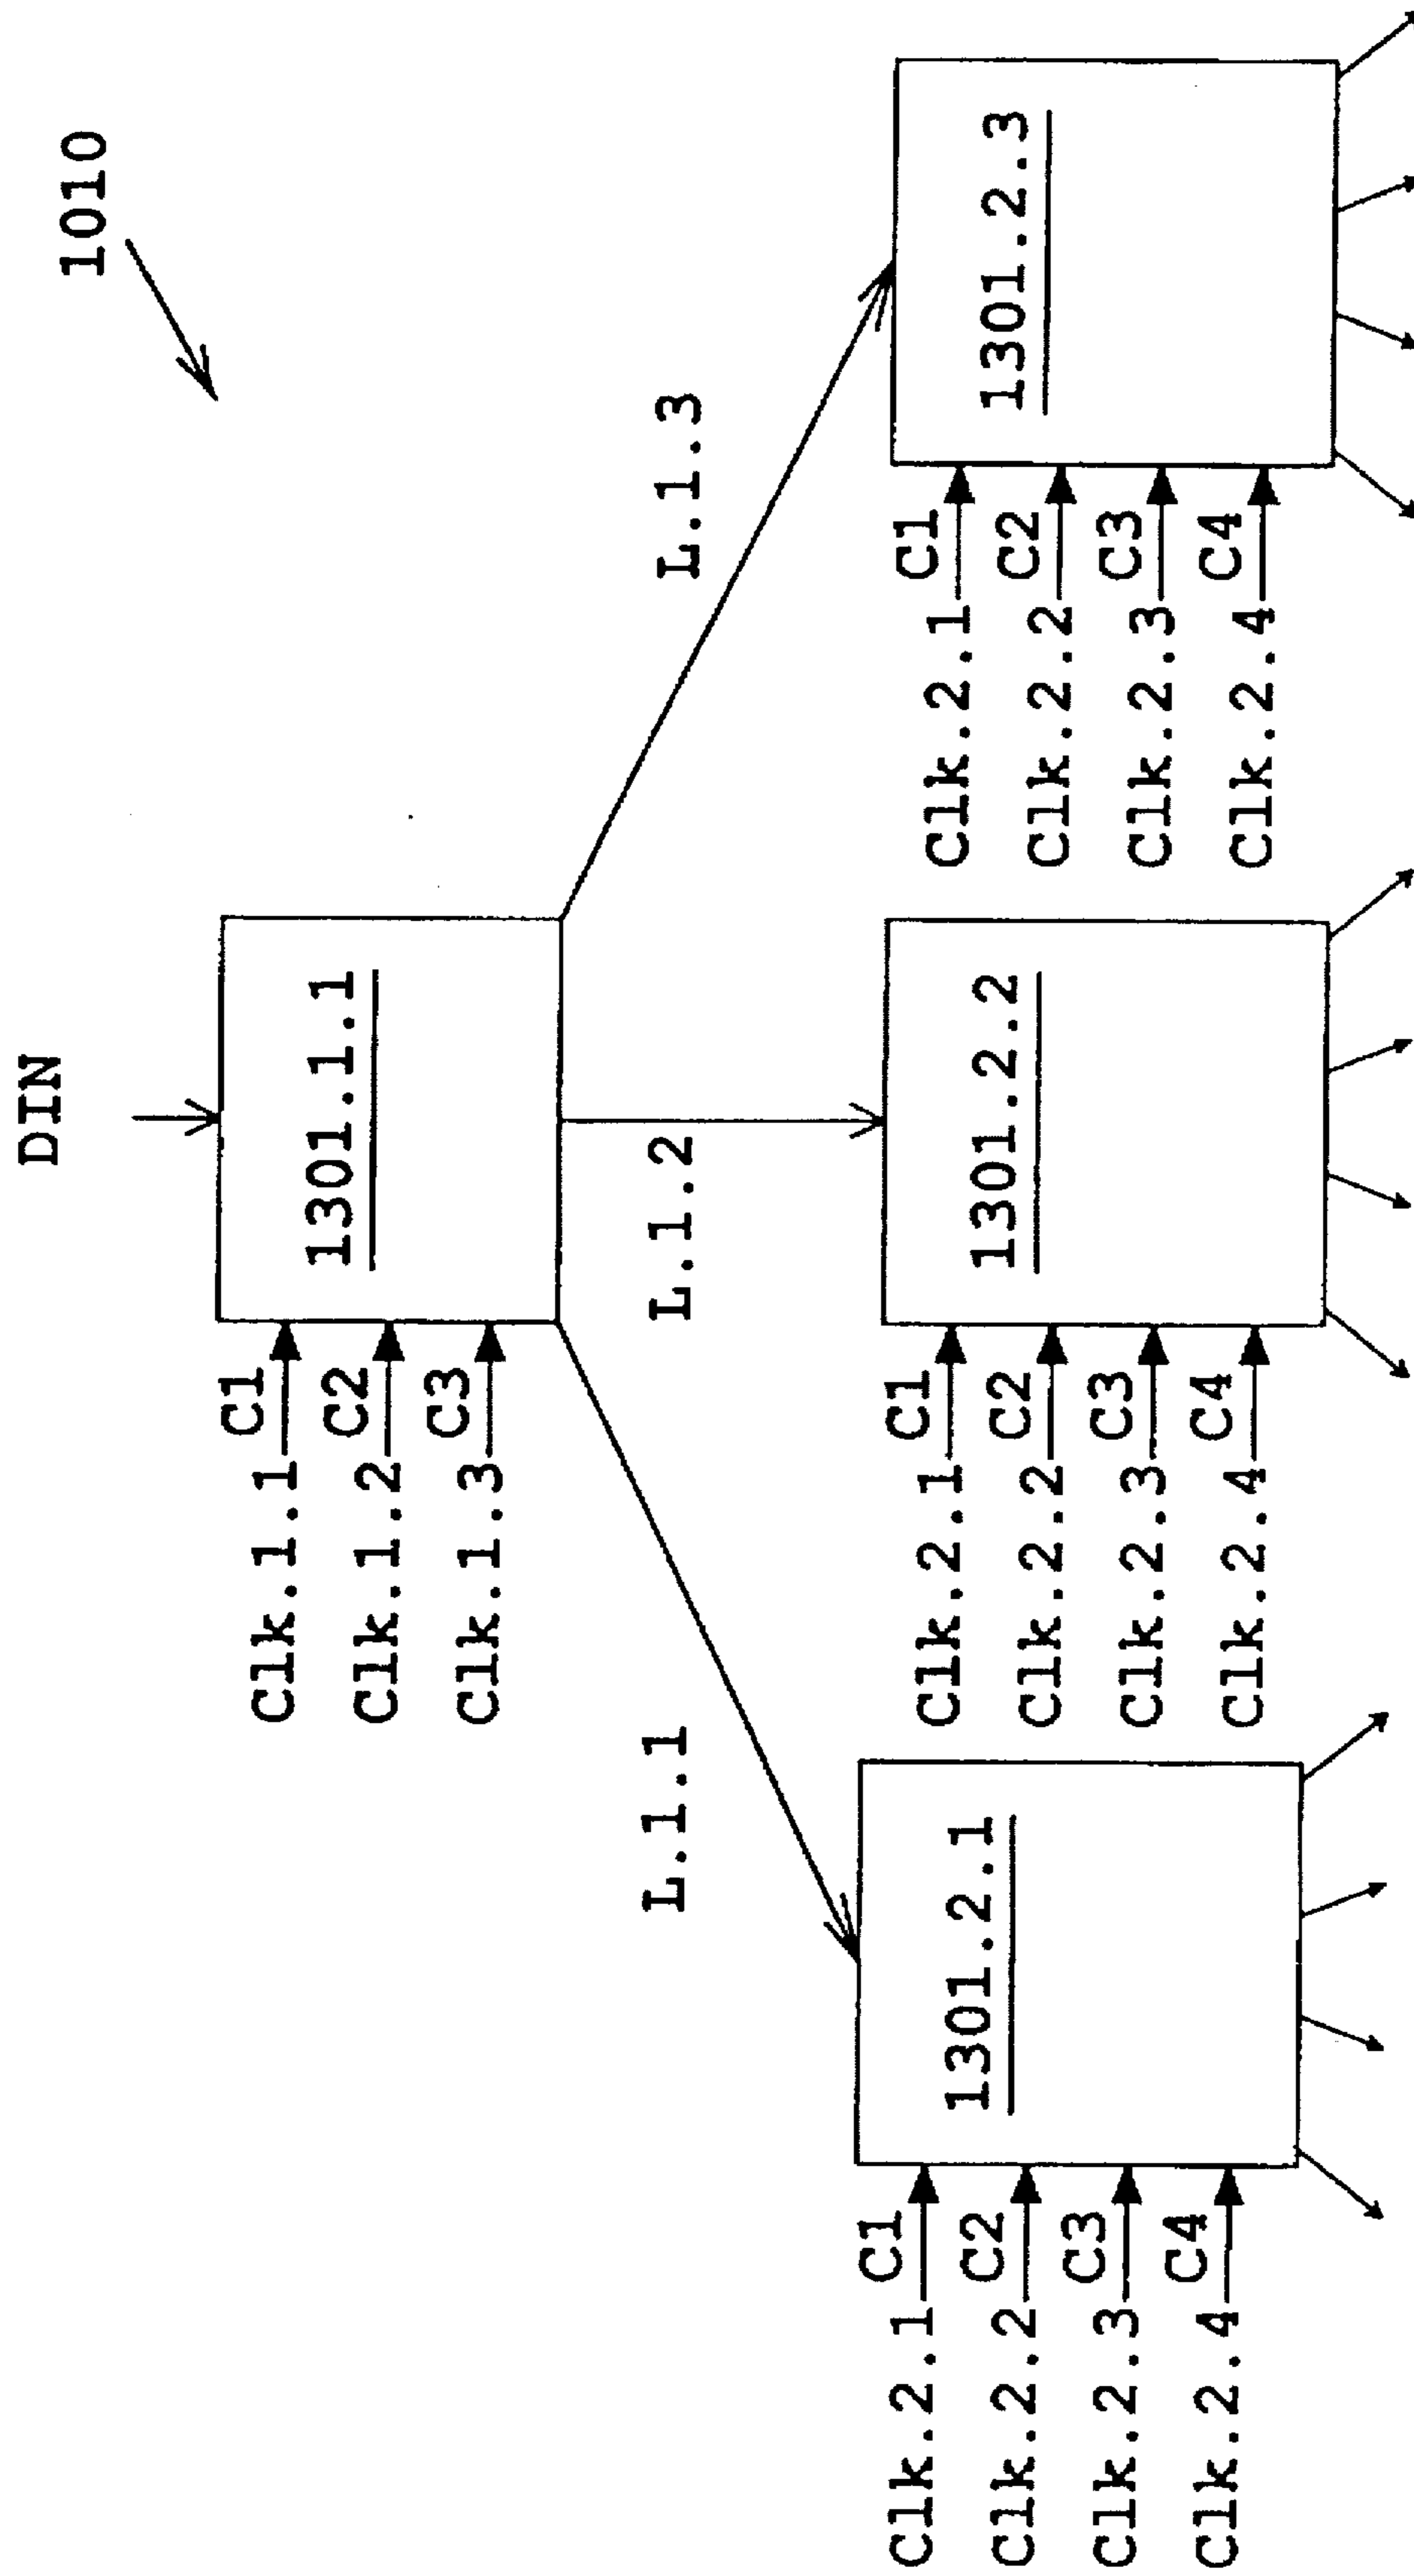 1010
DIN
1301.1.1
C1
Clk.1.1
C2
Clk.1.2
C3
Clk.1.3
L.1.1
L.1.2
L.1.3
1301.2.1
C1
Clk.2.1
C2
Clk.2.2
C3
Clk.2.3
C4
Clk.2.4
1301.2.2
C1
Clk.2.1
C2
Clk.2.2
C3
Clk.2.3
C4
Clk.2.4
1301.2.3
C1
Clk.2.1
C2
Clk.2.2
C3
Clk.2.3
C4
Clk.2.4